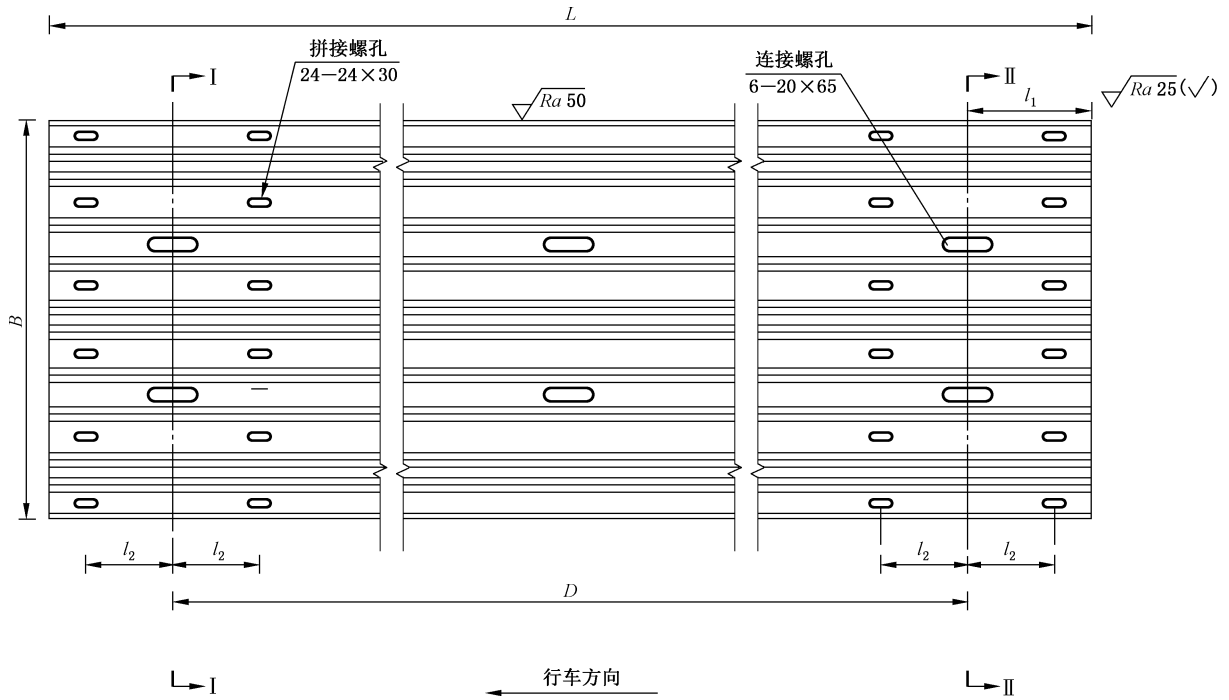 L
拼接螺孔
24-24×30
Ⅰ
Ra 50
连接螺孔
6-20×65
Ⅱ
l₁
Ra 25(√)
B
l₂
l₂
l₂
l₂
D
Ⅰ
行车方向
Ⅱ